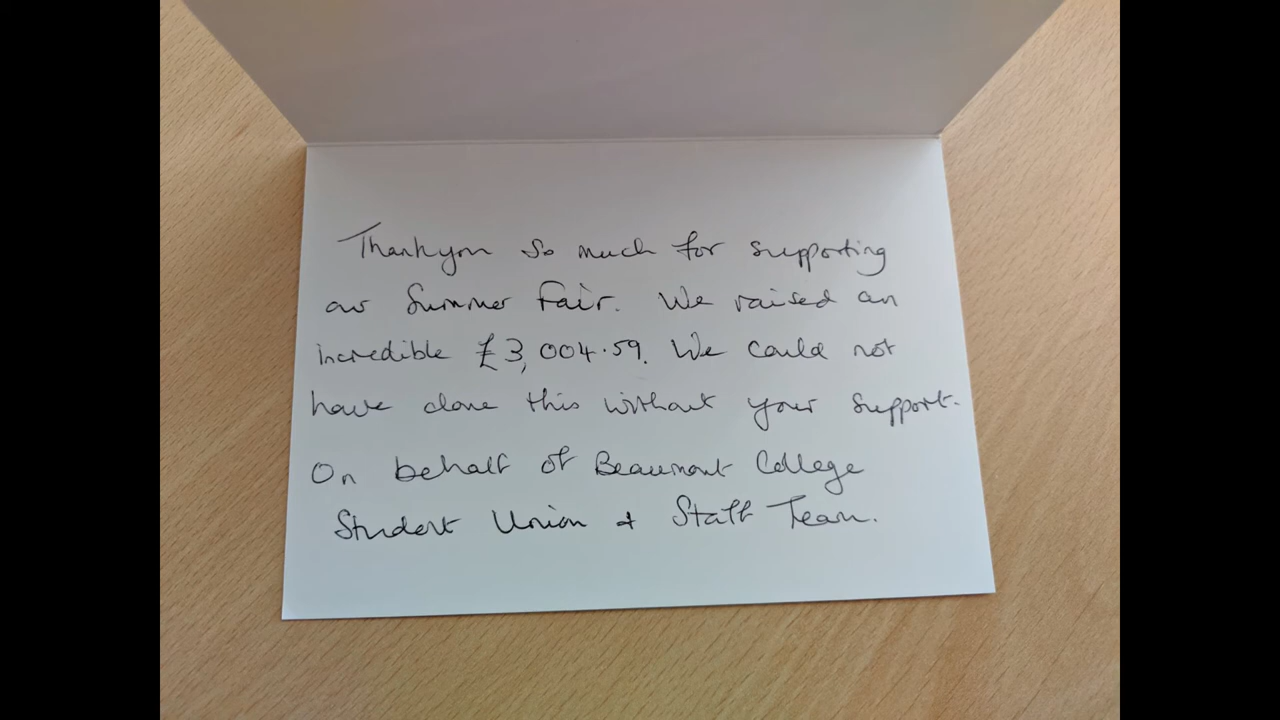 Thankyou so much for supporting
our Summer Fair. We raised an
incredible £3,004.59. We could not
have done this without your support.
On behalf of Beaumont College
Student Union & Staff Team.